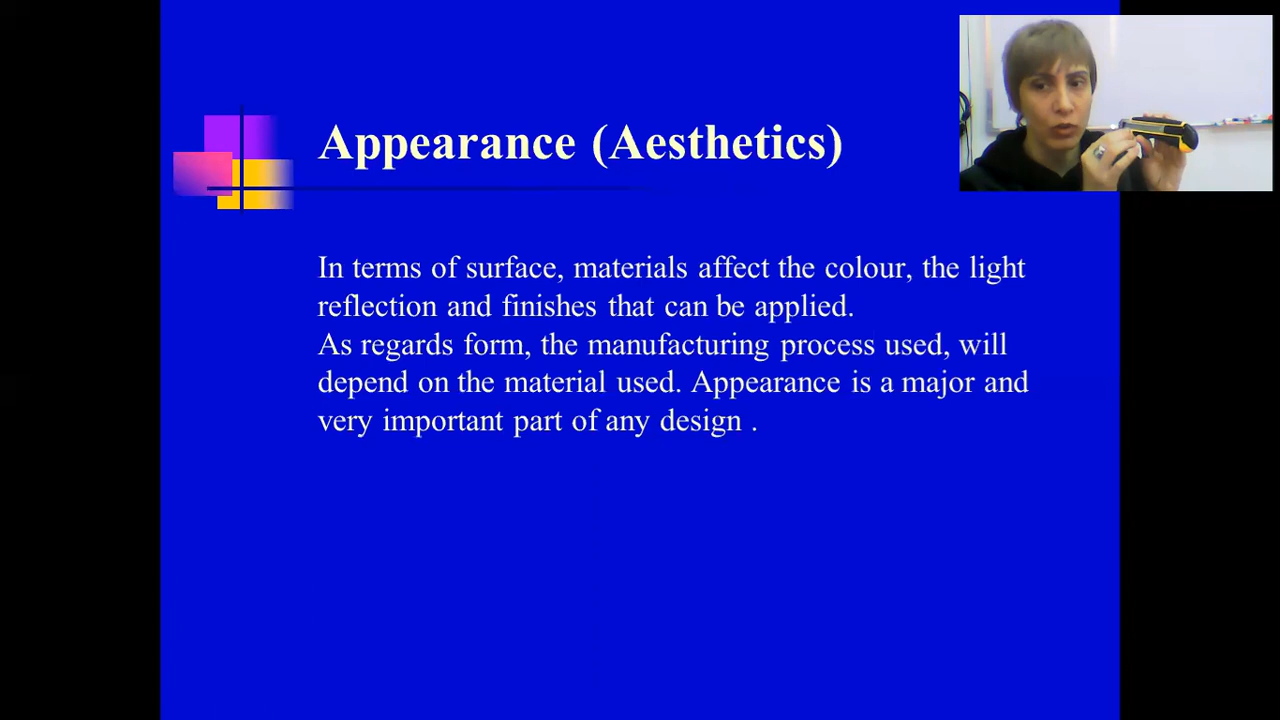 Appearance (Aesthetics)
In terms of surface, materials affect the colour, the light
reflection and finishes that can be applied.
As regards form, the manufacturing process used, will
depend on the material used. Appearance is a major and
very important part of any design .